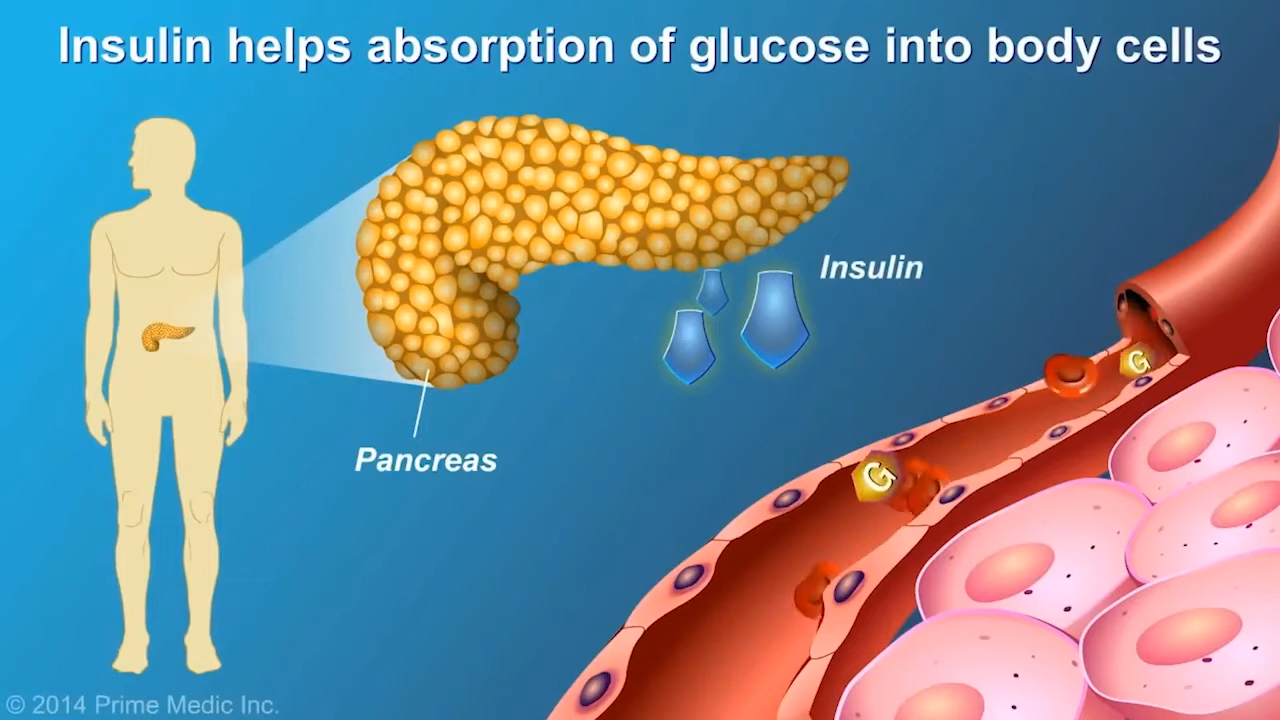 Insulin helps absorption of glucose into body cells
Insulin
G
G
Pancreas
© 2014 Prime Medic Inc.